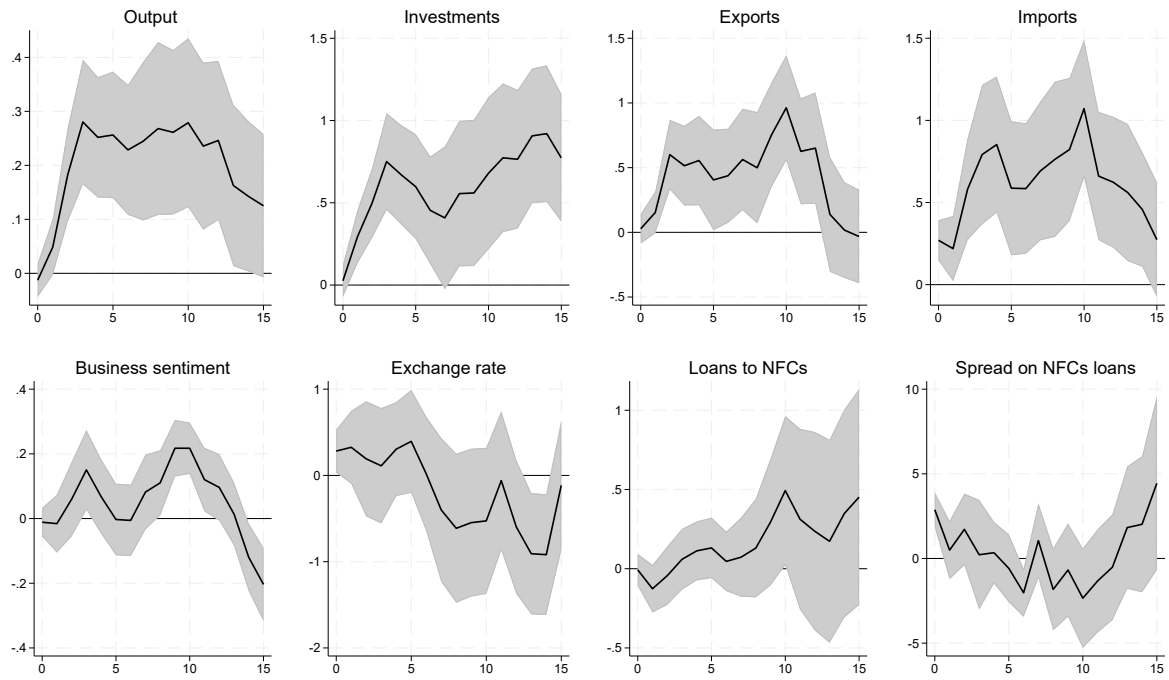 Output Investments Exports Imports
.4 1.5 1.5 1.5
.3 1 1 1
.2 .5 .5 .5
.1 0 0 0
0 -.5
0 5 10 15 0 5 10 15 0 5 10 15 0 5 10 15
Business sentiment Exchange rate Loans to NFCs Spread on NFCs loans
.4 1 1 10
.2 0 .5 5
0 -1 0 0
-.2 -2 -.5 -5
-.4
0 5 10 15 0 5 10 15 0 5 10 15 0 5 10 15